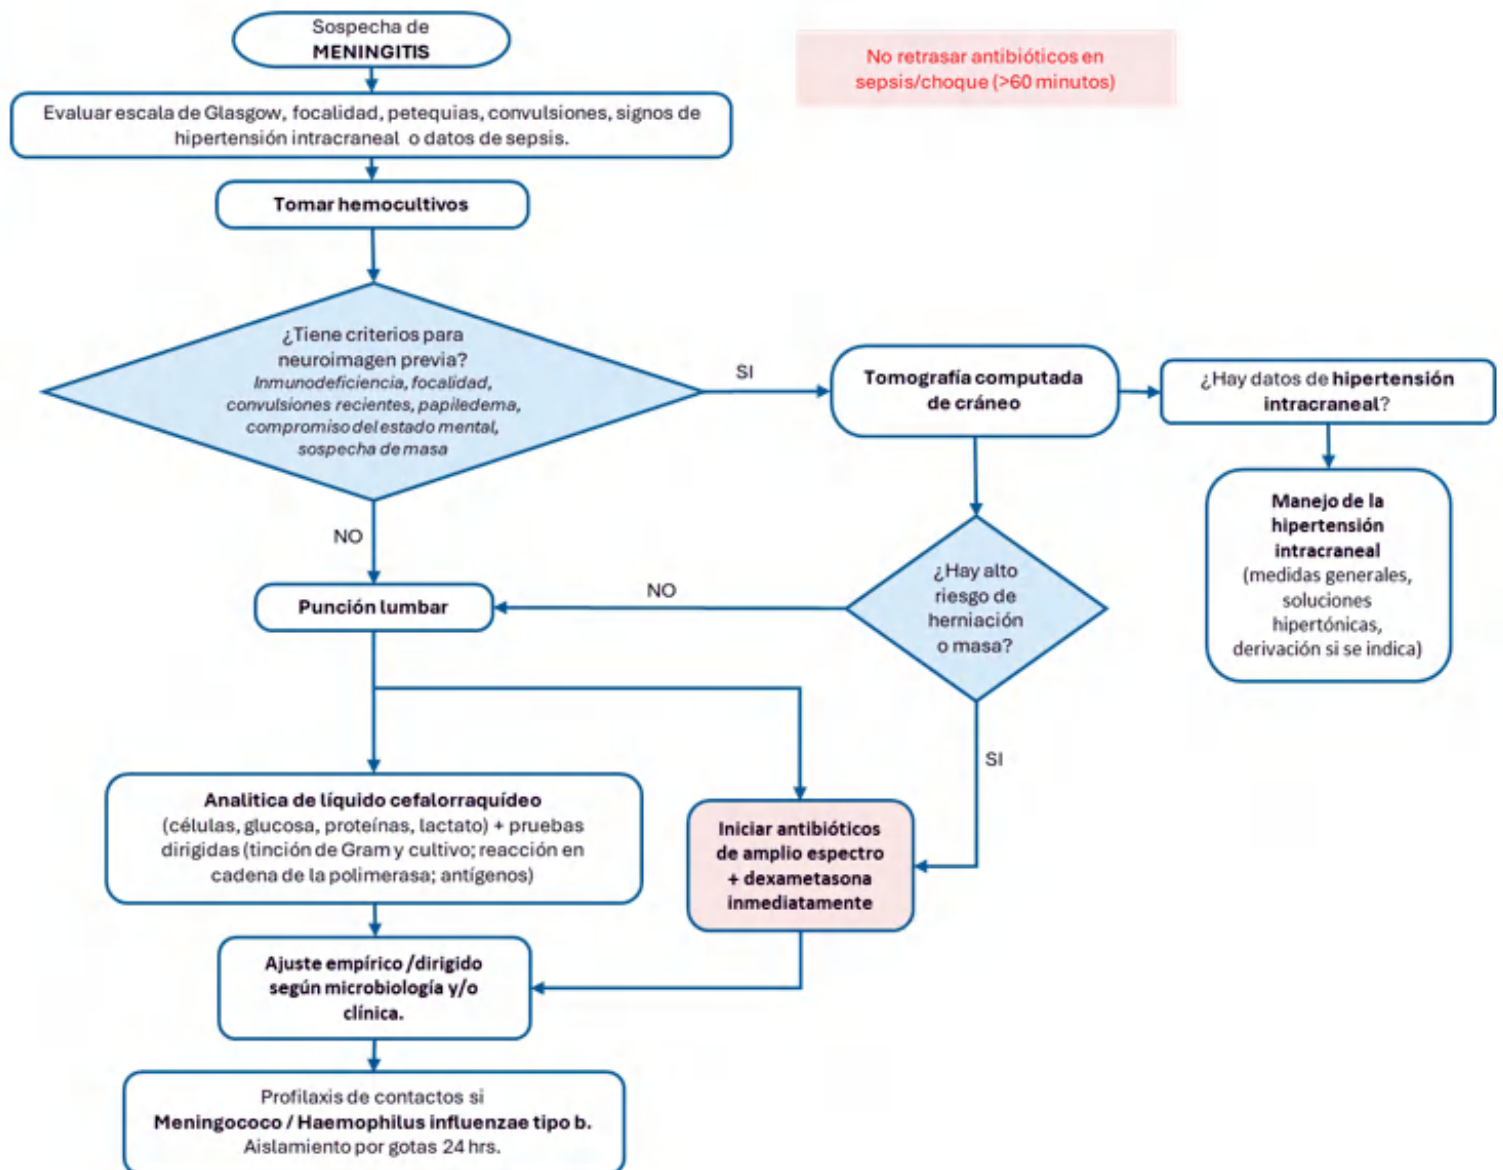 Sospecha de
MENINGITIS
No retrasar antibióticos en
sepsis/choque (>60 minutos)
Evaluar escala de Glasgow, focalidad, petequias, convulsiones, signos de
hipertensión intracraneal o datos de sepsis.
Tomar hemocultivos
¿Tiene criterios para
neuroimagen previa?
Inmunodeficiencia, focalidad,
convulsiones recientes, papiledema,
compromiso del estado mental,
sospecha de masa
SI
Tomografía computada
de cráneo
¿Hay datos de hipertensión
intracraneal?
Manejo de la
hipertensión
intracraneal
(medidas generales,
soluciones
hipertónicas,
derivación si se indica)
NO
¿Hay alto
riesgo de
herniación
o masa?
NO
Punción lumbar
SI
Analitica de líquido cefalorraquídeo
(células, glucosa, proteínas, lactato) + pruebas
dirigidas (tinción de Gram y cultivo; reacción en
cadena de la polimerasa; antígenos)
Iniciar antibióticos
de amplio espectro
+ dexametasona
inmediatamente
Ajuste empírico /dirigido
según microbiología y/o
clínica.
Profilaxis de contactos si
Meningococo / Haemophilus influenzae tipo b.
Aislamiento por gotas 24 hrs.